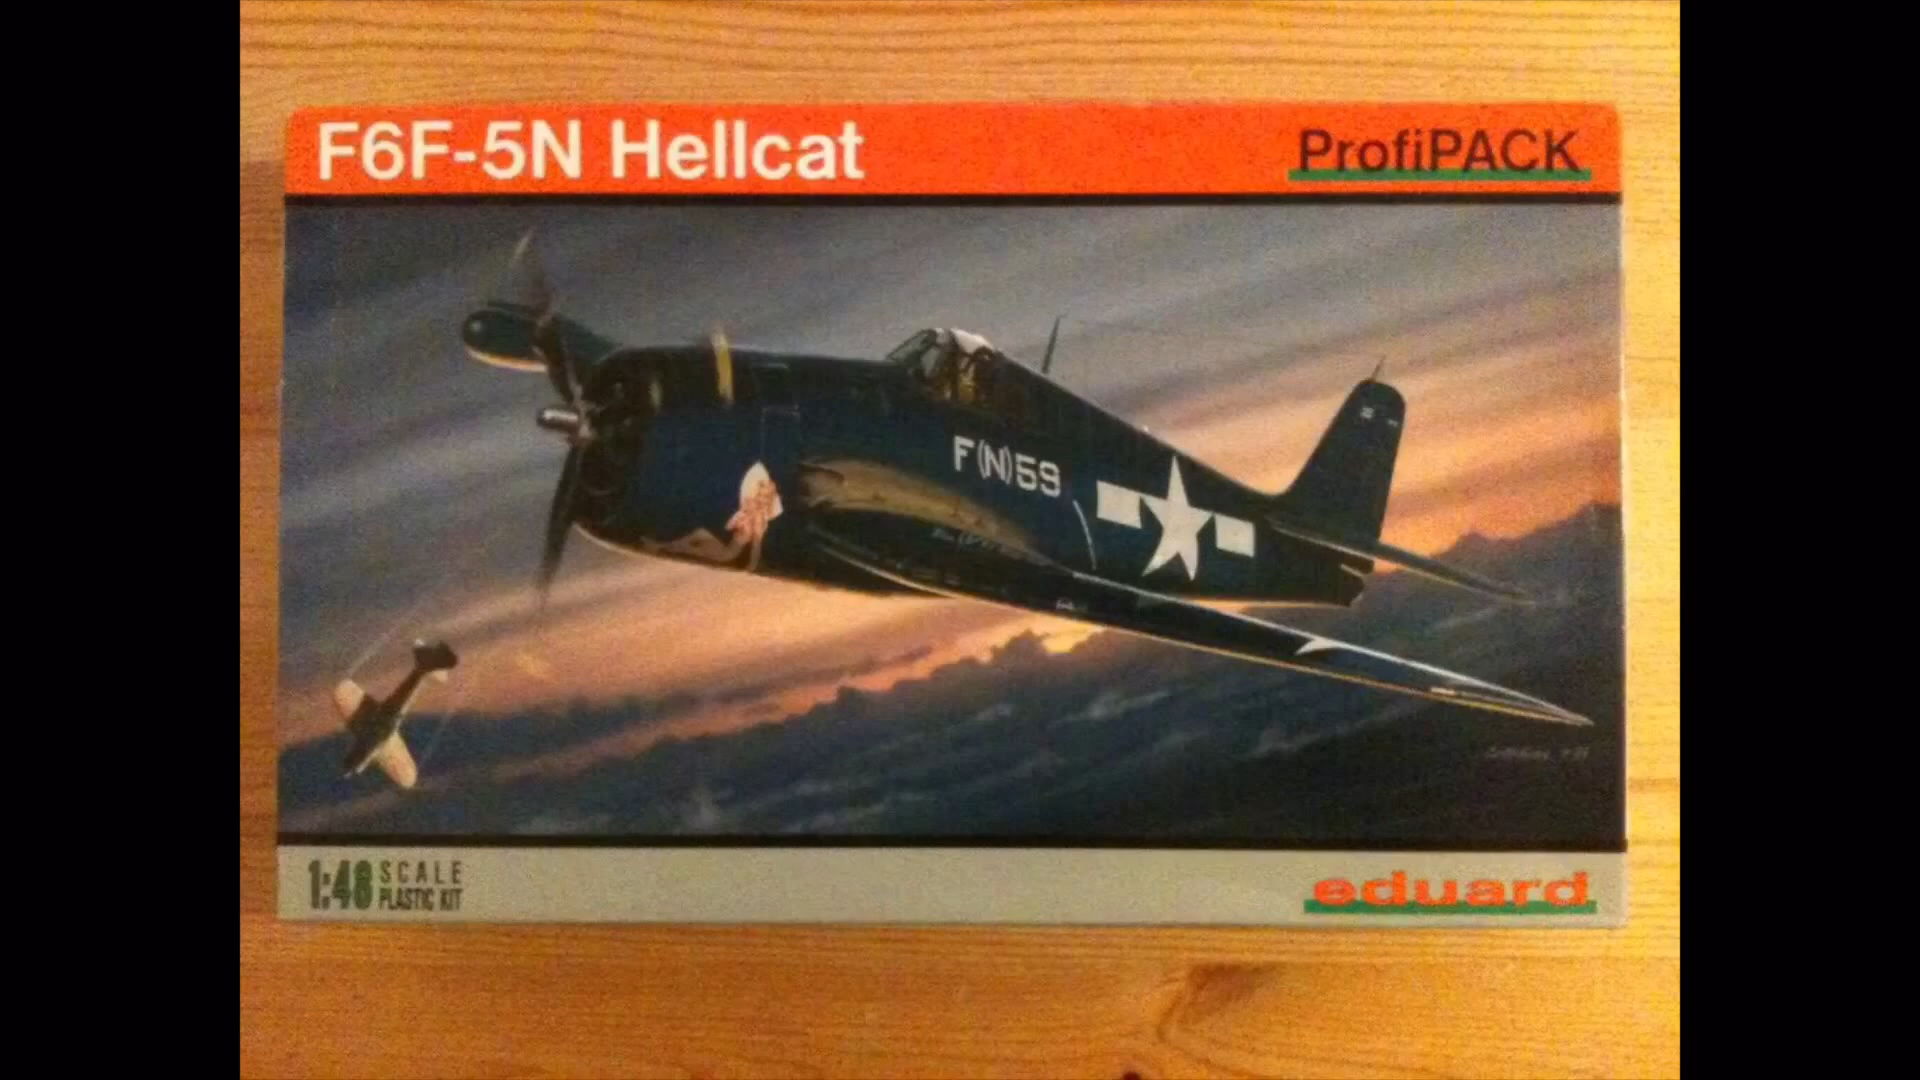 F6F-5N Hellcat
ProfiPACK
F(N)59
1:48 SCALE
PLASTIC KIT
eduard